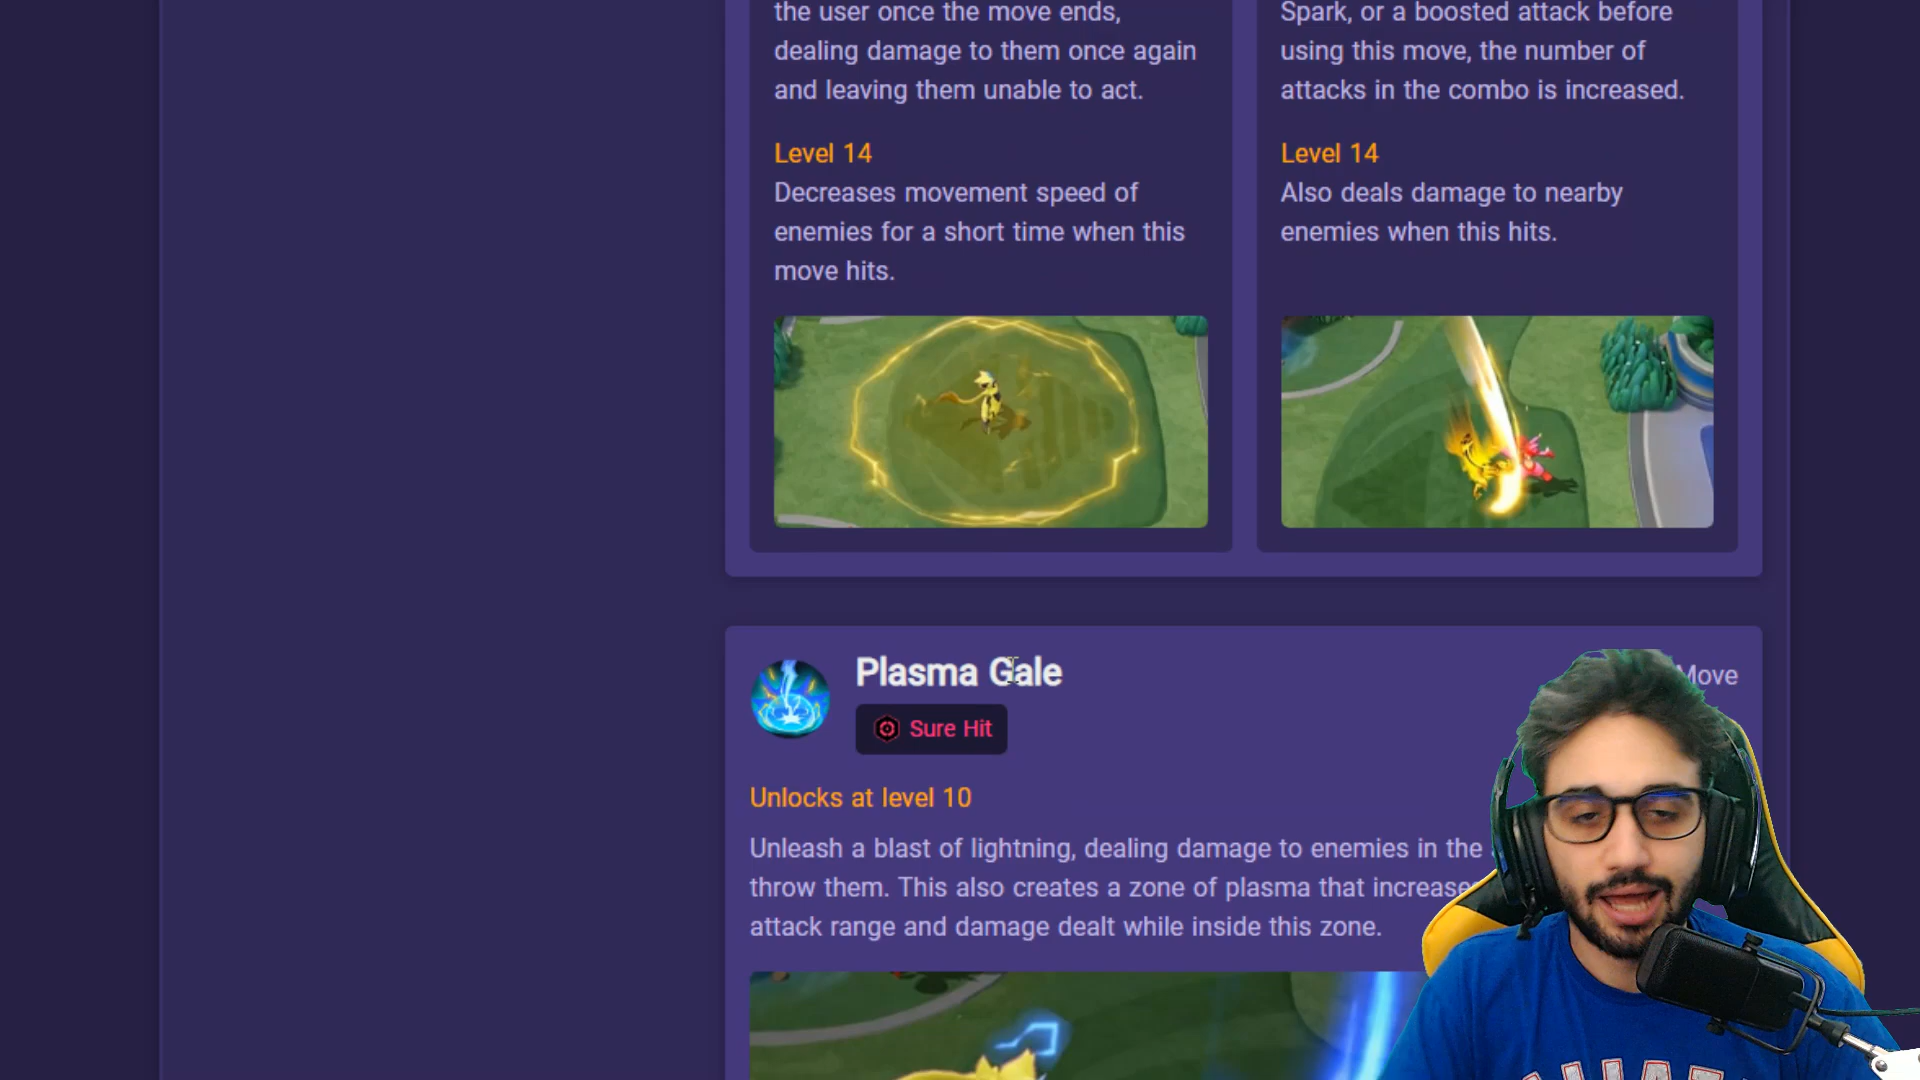 the user once the move ends,
dealing damage to them once again
and leaving them unable to act.
Level 14
Decreases movement speed of
enemies for a short time when this
move hits.
Spark, or a boosted attack before
using this move, the number of
attacks in the combo is increased.
Level 14
Also deals damage to nearby
enemies when this hits.
Plasma Gale
Move
Sure Hit
Unlocks at level 10
Unleash a blast of lightning, dealing damage to enemies in the
throw them. This also creates a zone of plasma that increases
attack range and damage dealt while inside this zone.